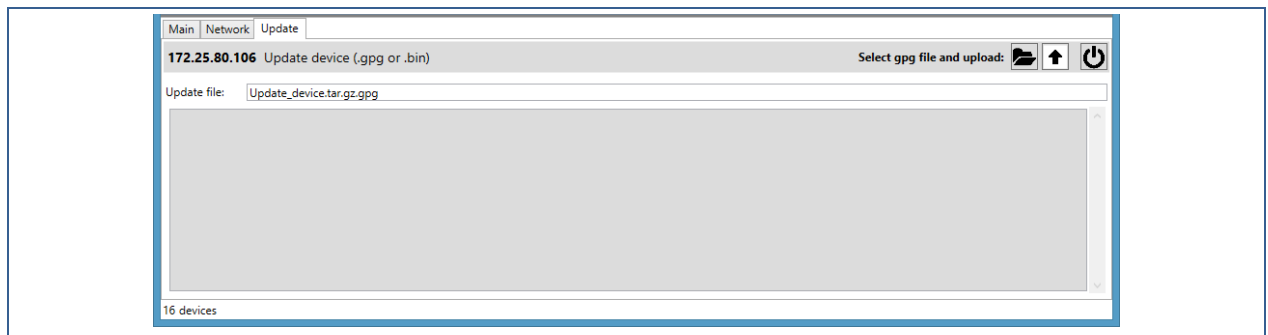 Main Network Update
172.25.80.106 Update device (.gpg or .bin) Select gpg file and upload:
Update file: Update_device.tar.gz.gpg
16 devices